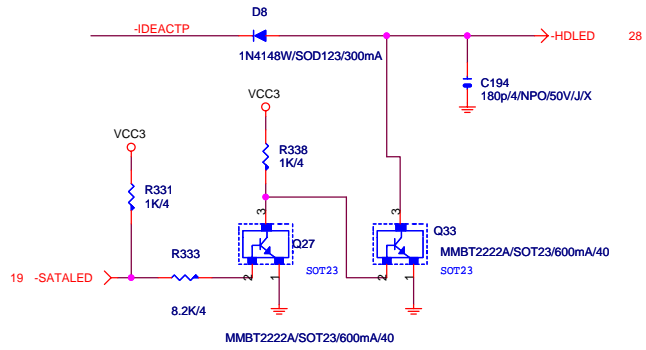 D8
-IDEACTP
-HDLED 28
1N4148W/SOD123/300mA
C194
180p/4/NPO/50V/J/X
VCC3
VCC3
R338
1K/4
R331
1K/4
3
3
Q27
Q33
MMBT2222A/SOT23/600mA/40
R333
SOT23
SOT23
19 -SATALED
2
1
2
1
8.2K/4
MMBT2222A/SOT23/600mA/40